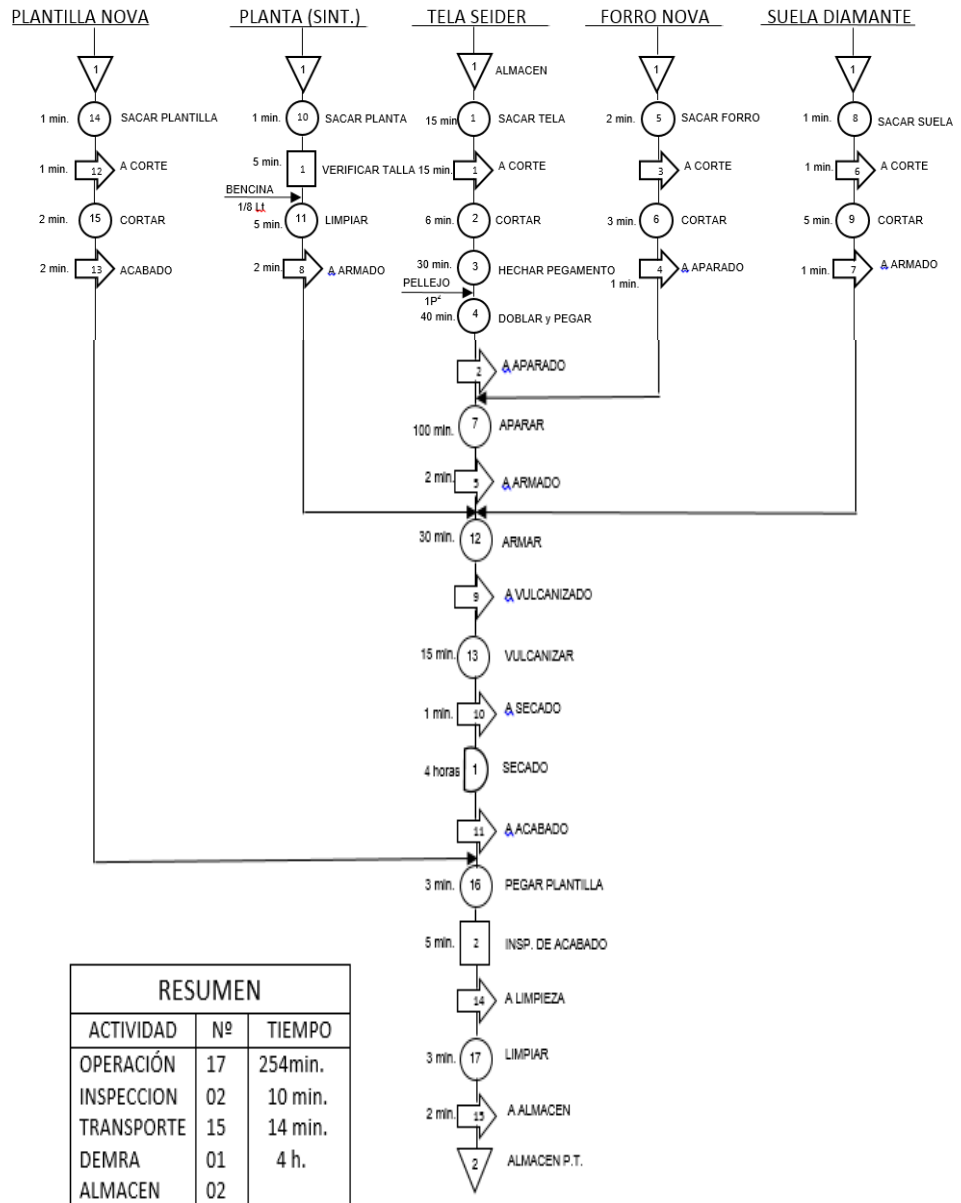 PLANTILLA NOVA PLANTA (SINT.) TELA SEIDER FORRO NOVA SUELA DIAMANTE
1 1 1 ALMACEN 1 1
1 min. 14 SACAR PLANTILLA 1 min. 10 SACAR PLANTA 15 min 1 SACAR TELA 2 min. 5 SACAR FORRO 1 min. 8 SACAR SUELA
1 min. 12 A CORTE 5 min. 1 VERIFICAR TALLA 15 min. 1 A CORTE 3 A CORTE 1 min. 6 A CORTE
BENCINA
1/8 Lt
2 min. 15 CORTAR 5 min. 11 LIMPIAR 6 min. 2 CORTAR 3 min. 6 CORTAR 5 min. 9 CORTAR
2 min. 13 ACABADO 2 min. 8 A ARMADO 30 min. 3 HECHAR PEGAMENTO 1 min. 4 A APARADO 1 min. 7 A ARMADO
PELLEJO
1P²
40 min. 4 DOBLAR y PEGAR
2 A APARADO
100 min. 7 APARAR
2 min. 5 A ARMADO
30 min. 12 ARMAR
9 A VULCANIZADO
15 min. 13 VULCANIZAR
1 min. 10 A SECADO
4 horas 1 SECADO
11 A ACABADO
3 min. 16 PEGAR PLANTILLA
5 min. 2 INSP. DE ACABADO
14 A LIMPIEZA
3 min. 17 LIMPIAR
2 min. 15 A ALMACEN
2 ALMACEN P.T.
RESUMEN
ACTIVIDAD Nº TIEMPO
OPERACIÓN 17 254min.
INSPECCION 02 10 min.
TRANSPORTE 15 14 min.
DEMRA 01 4 h.
ALMACEN 02